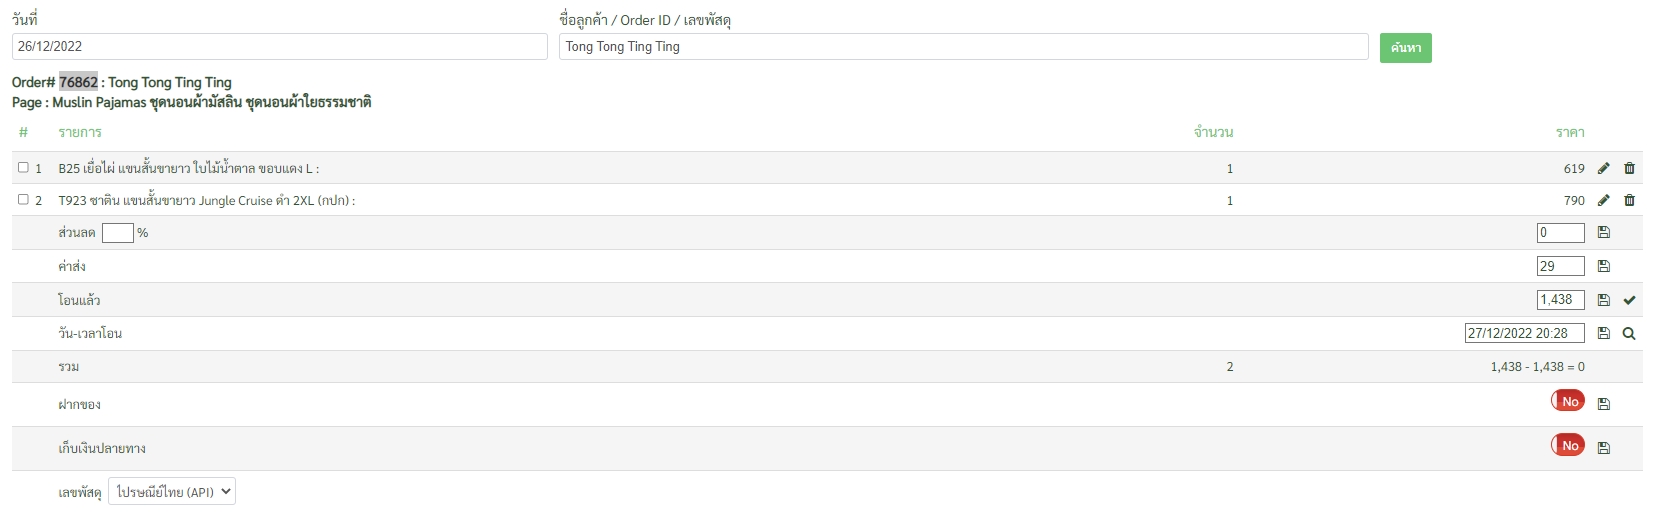 วันที่ ชื่อลูกค้า / Order ID / เลขพัสดุ
26/12/2022 Tong Tong Ting Ting ค้นหา
Order# 76862 : Tong Tong Ting Ting
Page : Muslin Pajamas ชุดนอนผ้ามัสลิน ชุดนอนผ้าใยธรรมชาติ
# รายการ จำนวน ราคา
1 B25 เยื่อไผ่ แขนสั้นขายาว ใบไม้น้ำตาล ขอบแดง L : 1 619
2 T923 ซาติน แขนสั้นขายาว Jungle Cruise ดำ 2XL (กปก) : 1 790
ส่วนลด % 0
ค่าส่ง 29
โอนแล้ว 1,438
วัน-เวลาโอน 27/12/2022 20:28
รวม 2 1,438 - 1,438 = 0
ฝากของ No
เก็บเงินปลายทาง No
เลขพัสดุ ไปรษณีย์ไทย (API)